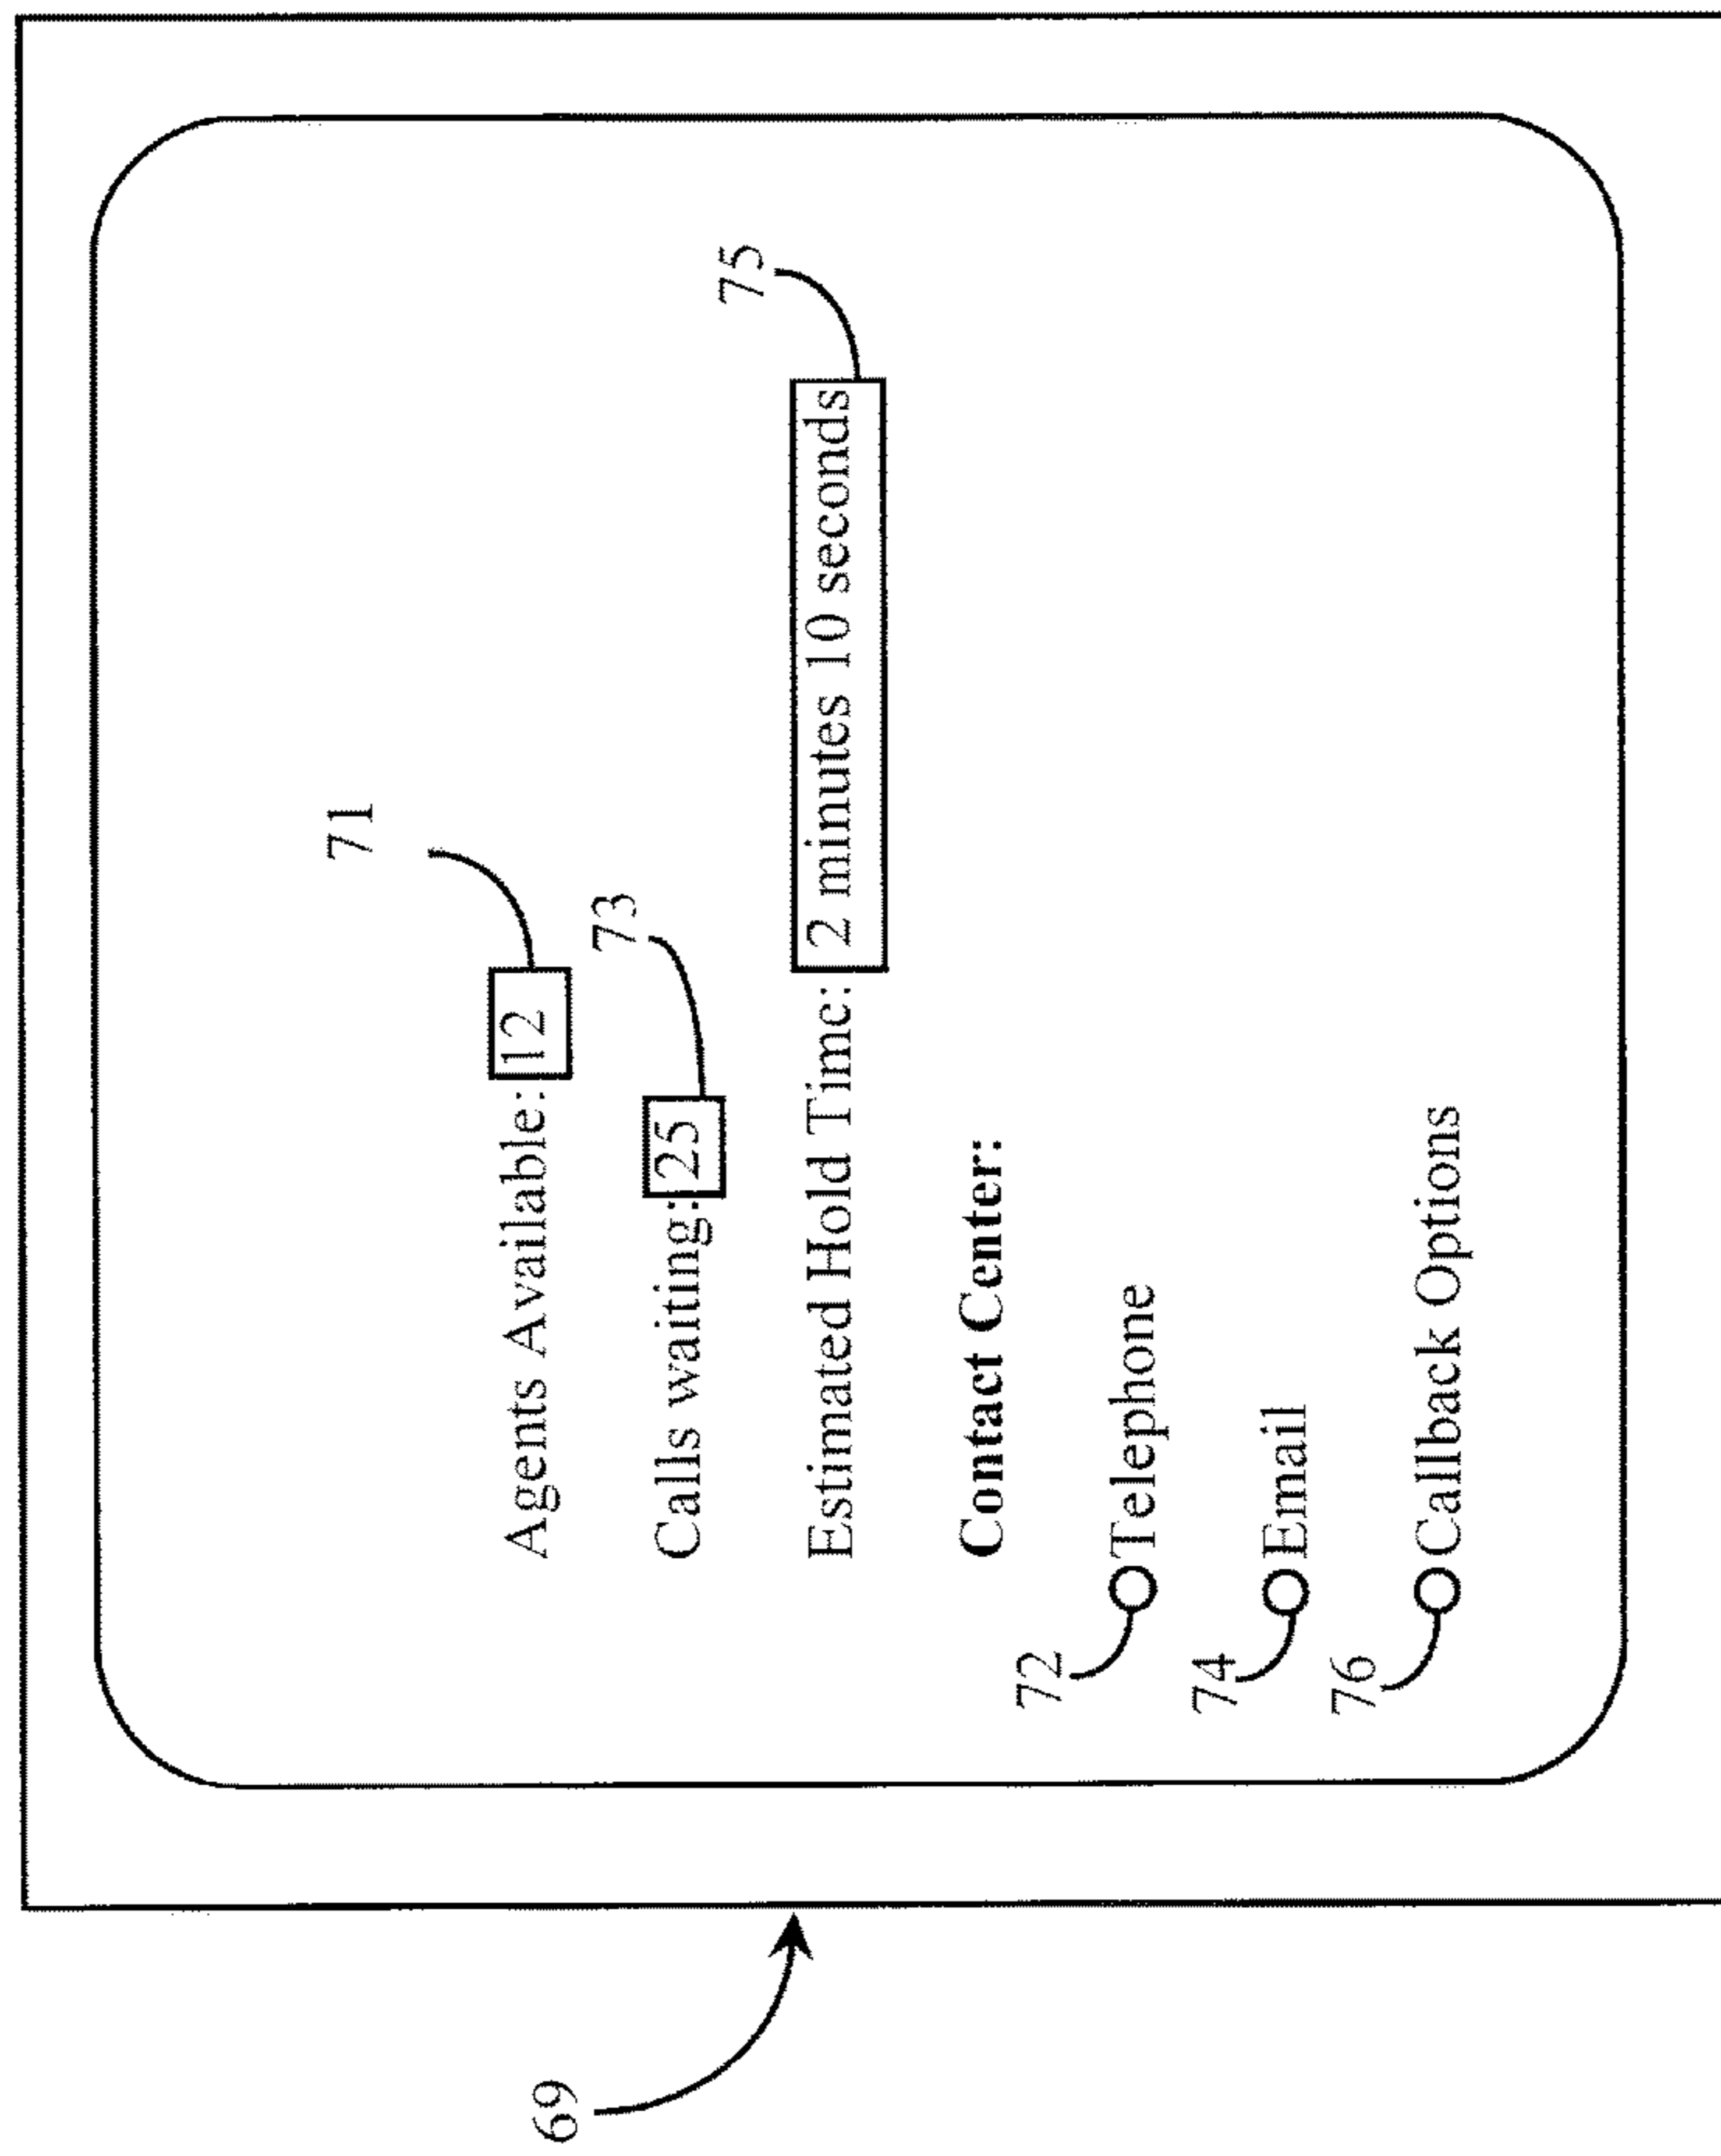 71
Agents Available: 12
73
Calls waiting: 25
75
Estimated Hold Time: 2 minutes 10 seconds
Contact Center:
72
Telephone
74
Email
76
Callback Options
69